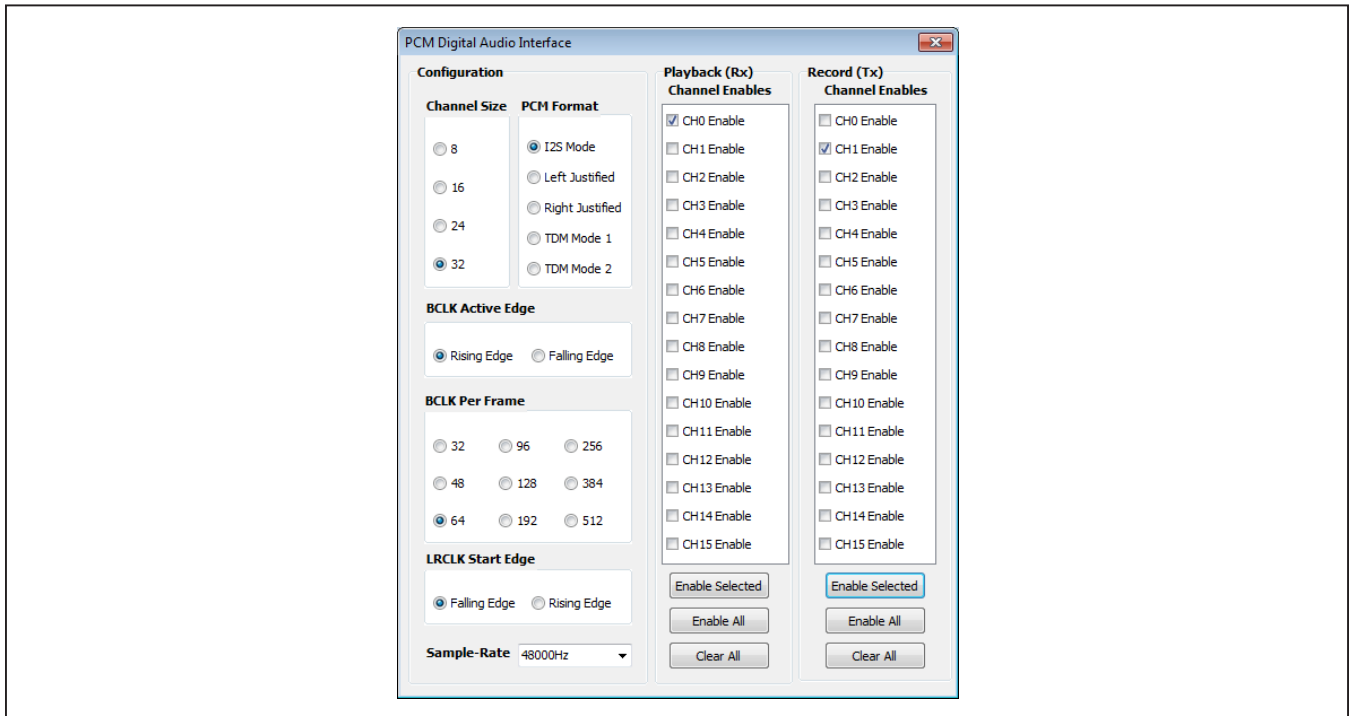 PCM Digital Audio Interface
Configuration
Channel Size
8
16
24
32
PCM Format
I2S Mode
Left Justified
Right Justified
TDM Mode 1
TDM Mode 2
BCLK Active Edge
Rising Edge
Falling Edge
BCLK Per Frame
32
96
256
48
128
384
64
192
512
LRCLK Start Edge
Falling Edge
Rising Edge
Sample-Rate
48000Hz
Playback (Rx)
Channel Enables
CH0 Enable
CH1 Enable
CH2 Enable
CH3 Enable
CH4 Enable
CH5 Enable
CH6 Enable
CH7 Enable
CH8 Enable
CH9 Enable
CH10 Enable
CH11 Enable
CH12 Enable
CH13 Enable
CH14 Enable
CH15 Enable
Enable Selected
Enable All
Clear All
Record (Tx)
Channel Enables
CH0 Enable
CH1 Enable
CH2 Enable
CH3 Enable
CH4 Enable
CH5 Enable
CH6 Enable
CH7 Enable
CH8 Enable
CH9 Enable
CH10 Enable
CH11 Enable
CH12 Enable
CH13 Enable
CH14 Enable
CH15 Enable
Enable Selected
Enable All
Clear All